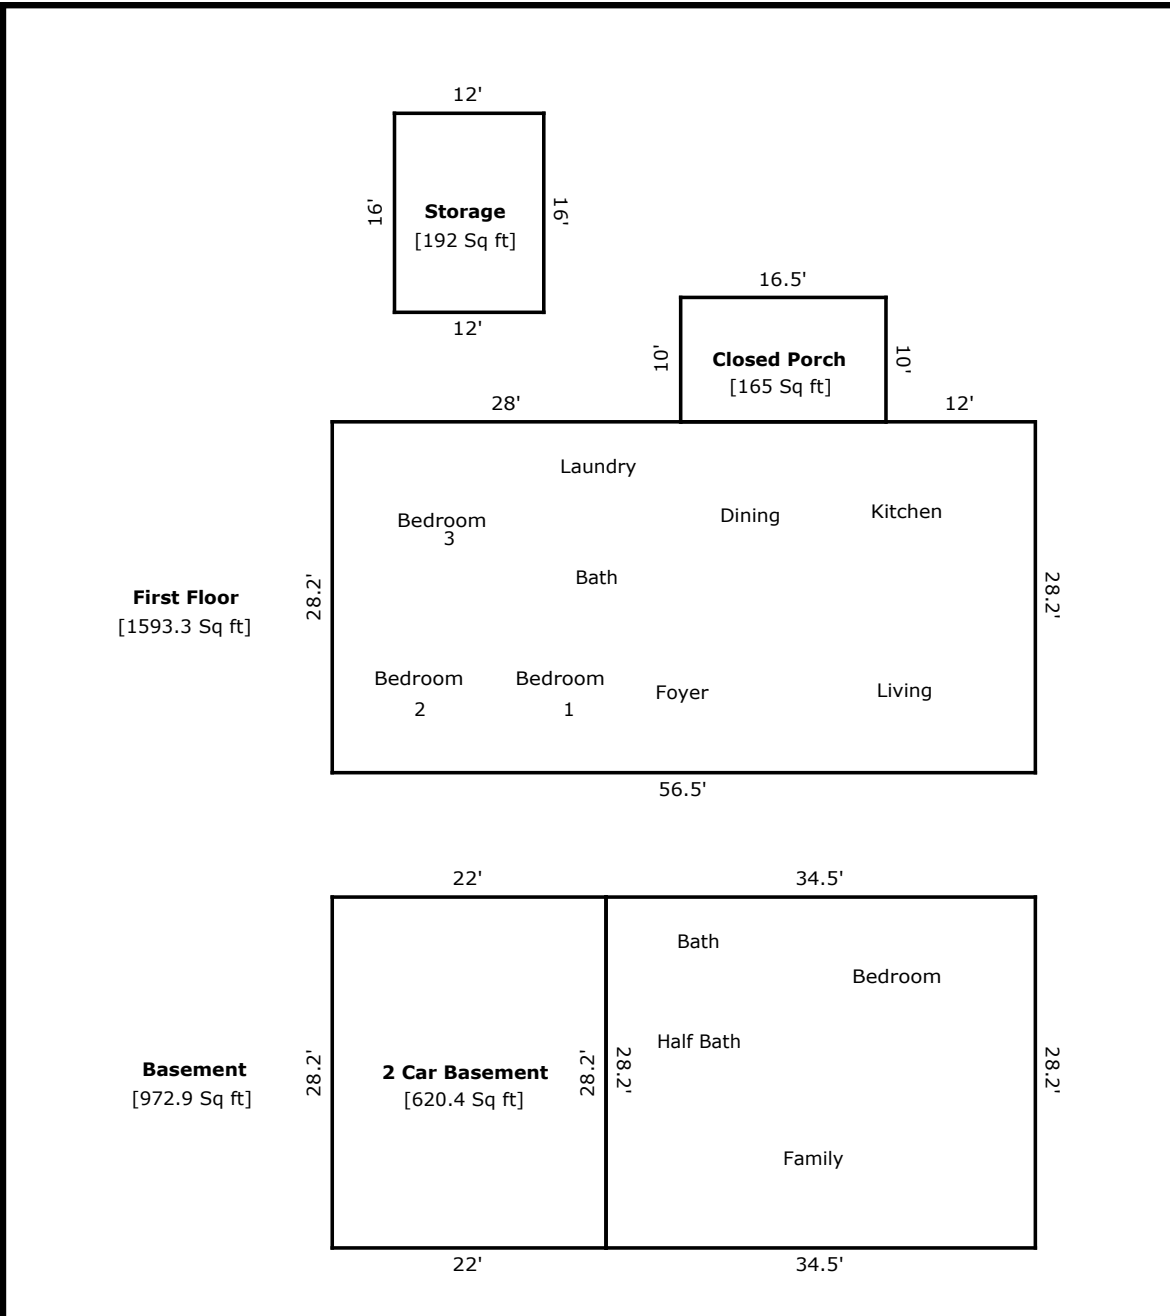 12'
16'
Storage
[192 Sq ft]
16'
12'
16.5'
10'
Closed Porch
[165 Sq ft]
10'
28'
12'
Laundry
Bedroom
3
Dining
Kitchen
Bath
First Floor
[1593.3 Sq ft]
28.2'
28.2'
Bedroom
2
Bedroom
1
Foyer
Living
56.5'
22'
34.5'
Bath
Bedroom
Half Bath
Basement
[972.9 Sq ft]
28.2'
2 Car Basement
[620.4 Sq ft]
28.2'
28.2'
28.2'
Family
22'
34.5'